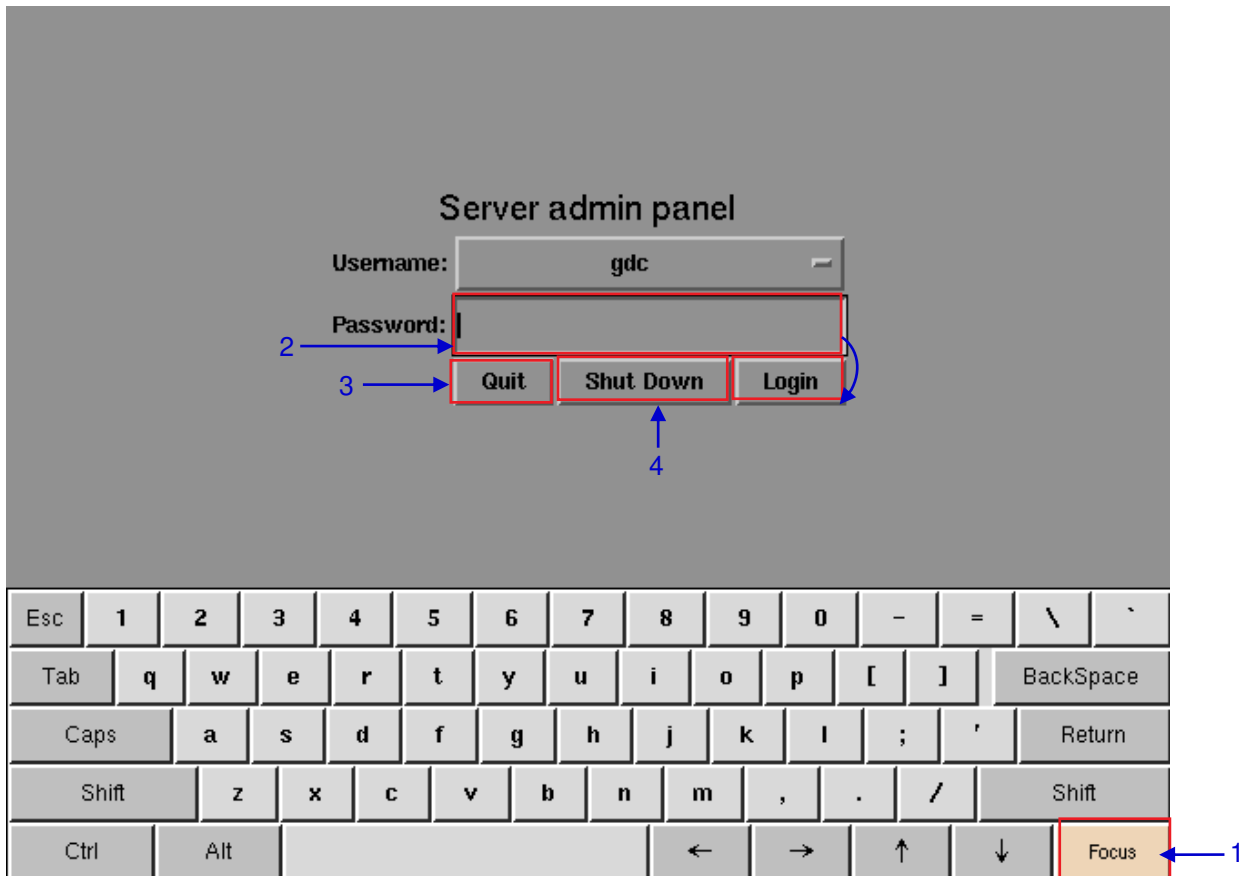 Server admin panel
Username: gdc
Password:
2
3 Quit Shut Down Login
4
Esc 1 2 3 4 5 6 7 8 9 0 - = \ `
Tab q w e r t y u i o p [ ] BackSpace
Caps a s d f g h j k l ; ' Return
Shift z x c v b n m , . / Shift
Ctrl Alt ← → ↑ ↓ Focus 1